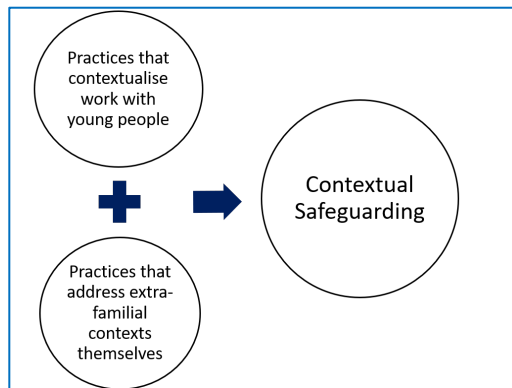 Practices that
contextualise
work with
young people
Contextual
Safeguarding
Practices that
address extra-
familial
contexts
themselves